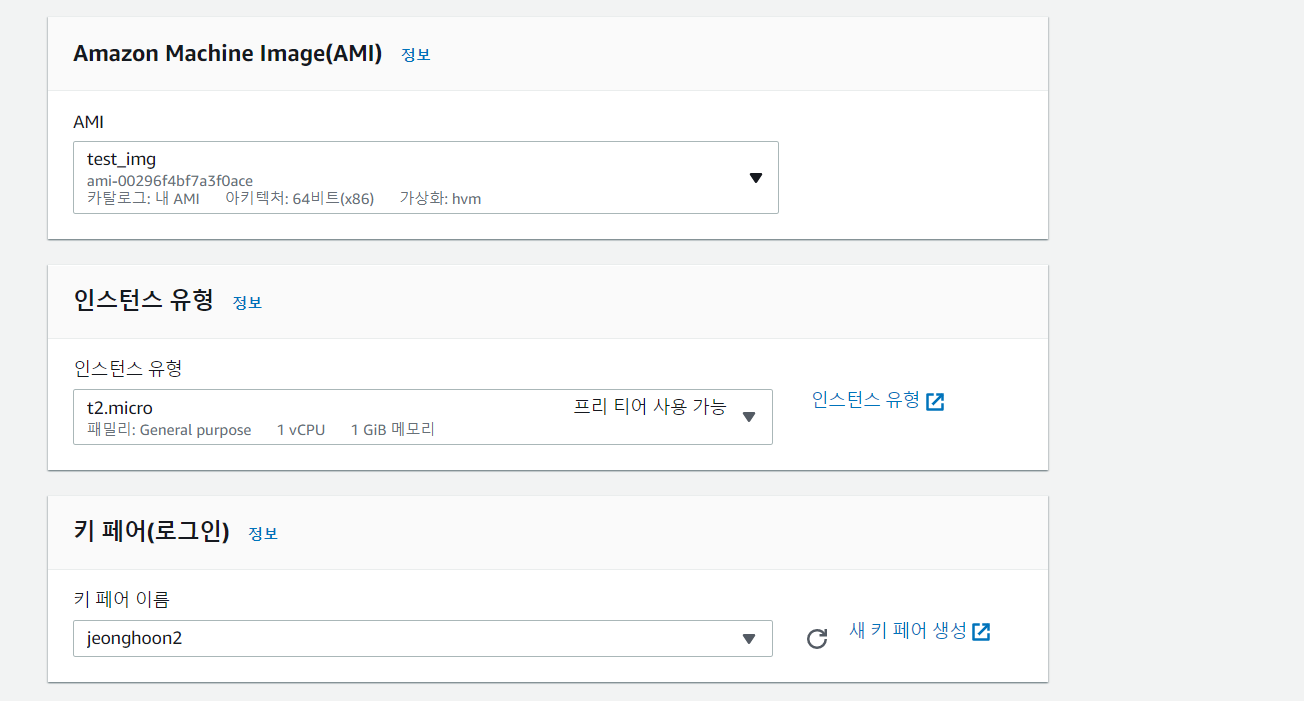 Amazon Machine Image(AMI) 정보
AMI
test_img
ami-00296f4bf7a3f0ace
카탈로그: 내 AMI 아키텍처: 64비트(x86) 가상화: hvm
인스턴스 유형 정보
인스턴스 유형
t2.micro 프리 티어 사용 가능
패밀리: General purpose 1 vCPU 1 GiB 메모리
인스턴스 유형
키 페어(로그인) 정보
키 페어 이름
jeonghoon2
새 키 페어 생성